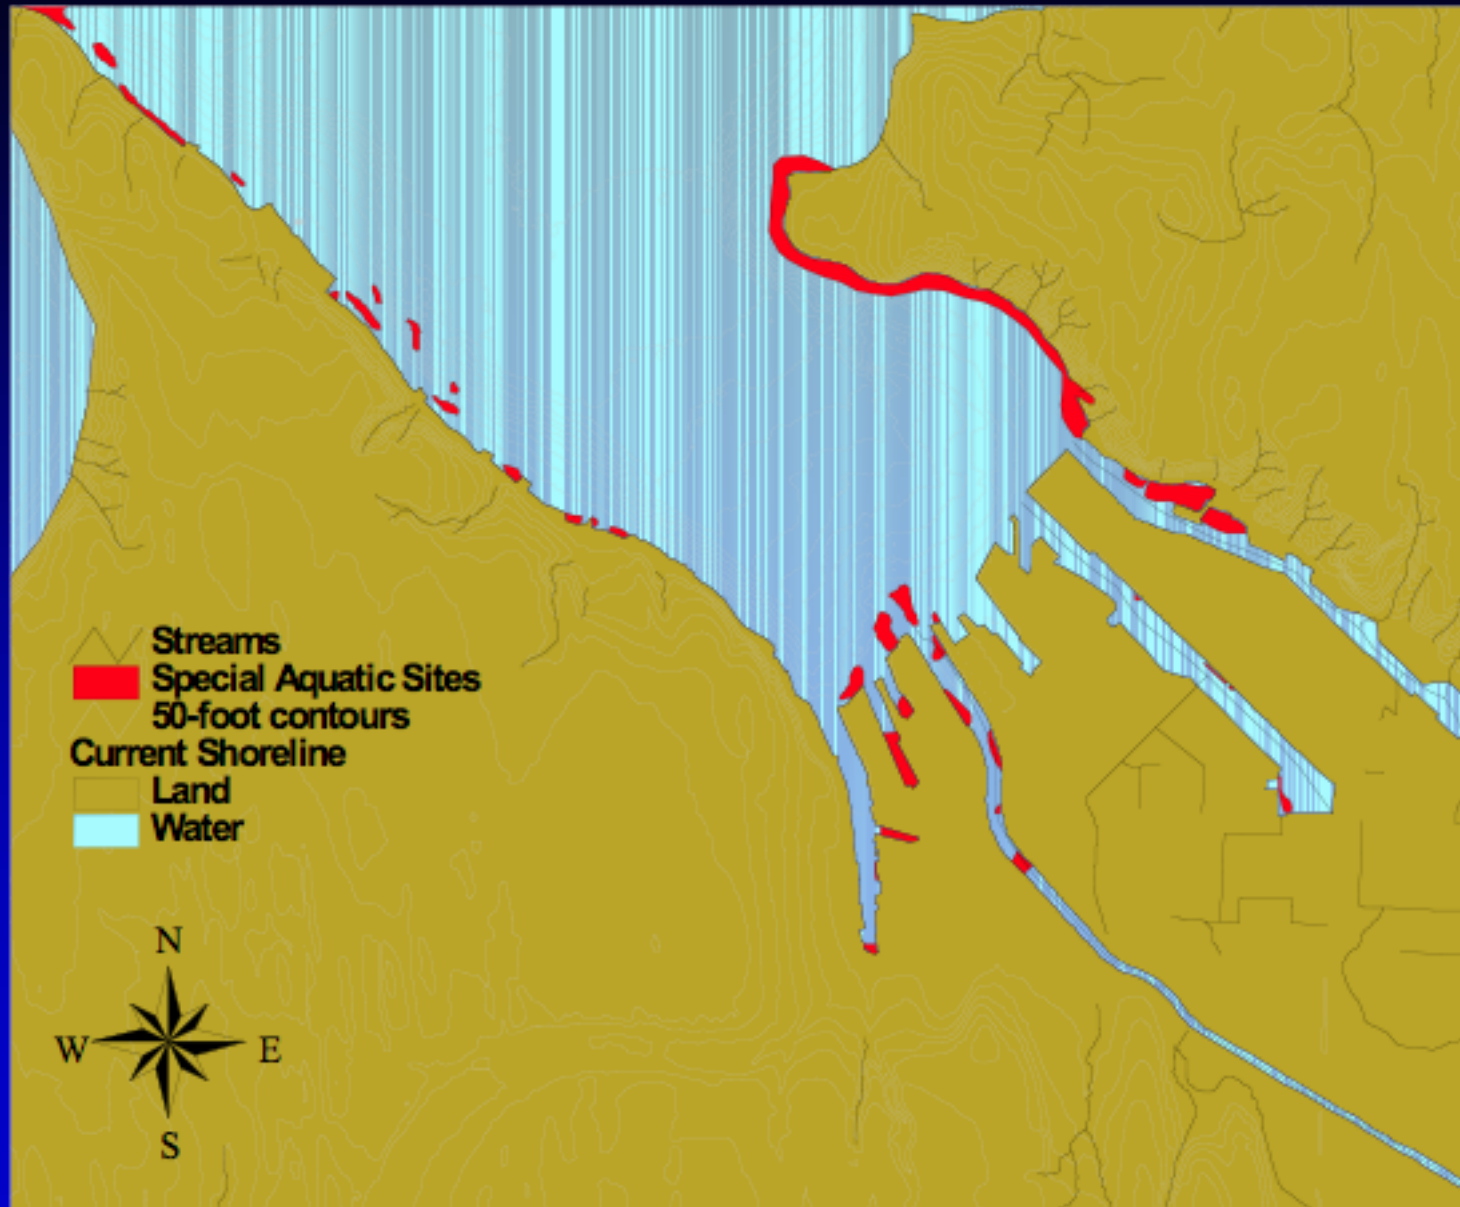 Streams
Special Aquatic Sites
50-foot contours
Current Shoreline
Land
Water
N
W E
S